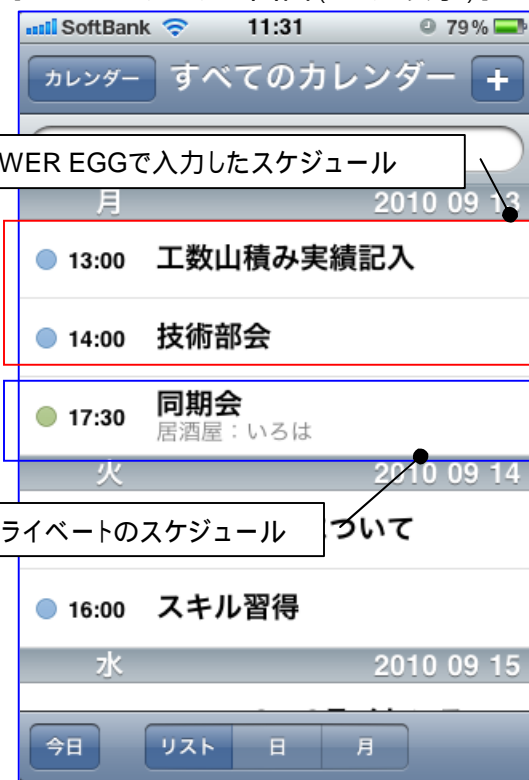 SoftBank 11:31 79%
カレンダー すべてのカレンダー +
WER EGGで入力したスケジュール
月 2010 09 13
13:00 工数山積み実績記入
14:00 技術部会
17:30 同期会
居酒屋：いろは
火 2010 09 14
ライベートのスケジュール ついて
16:00 スキル習得
水 2010 09 15
今日 リスト 日 月